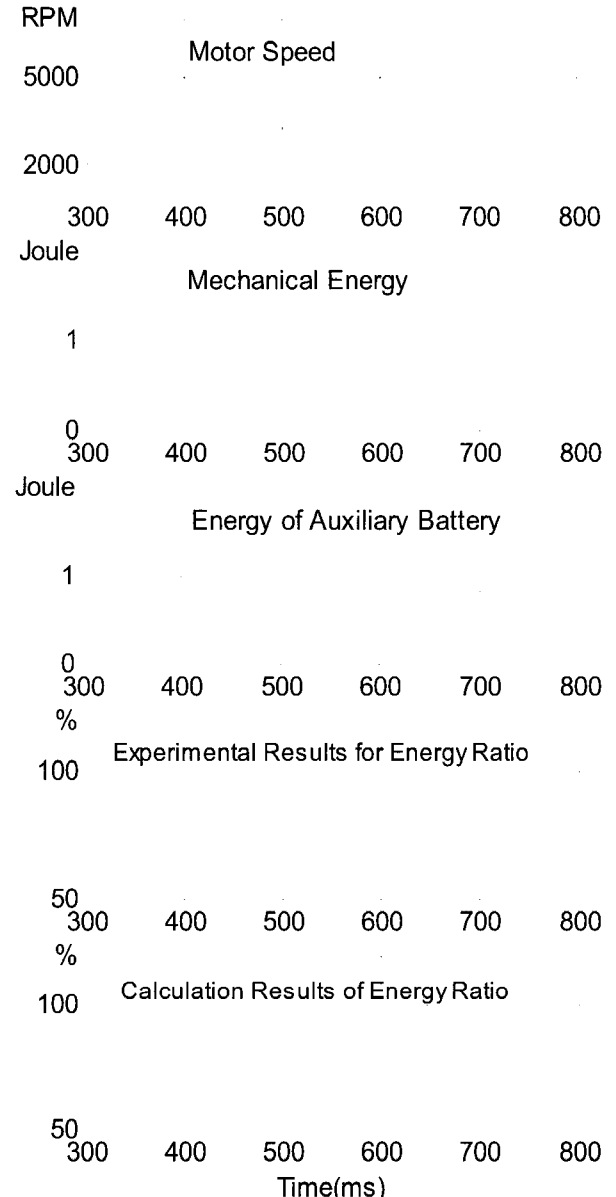 RPM
Motor Speed
5000
2000
300 400 500 600 700 800
Joule
Mechanical Energy
1
0
300 400 500 600 700 800
Joule
Energy of Auxiliary Battery
1
0
300 400 500 600 700 800
%
Experimental Results for Energy Ratio
100
50
300 400 500 600 700 800
%
Calculation Results of Energy Ratio
100
50
300 400 500 600 700 800
Time(ms)